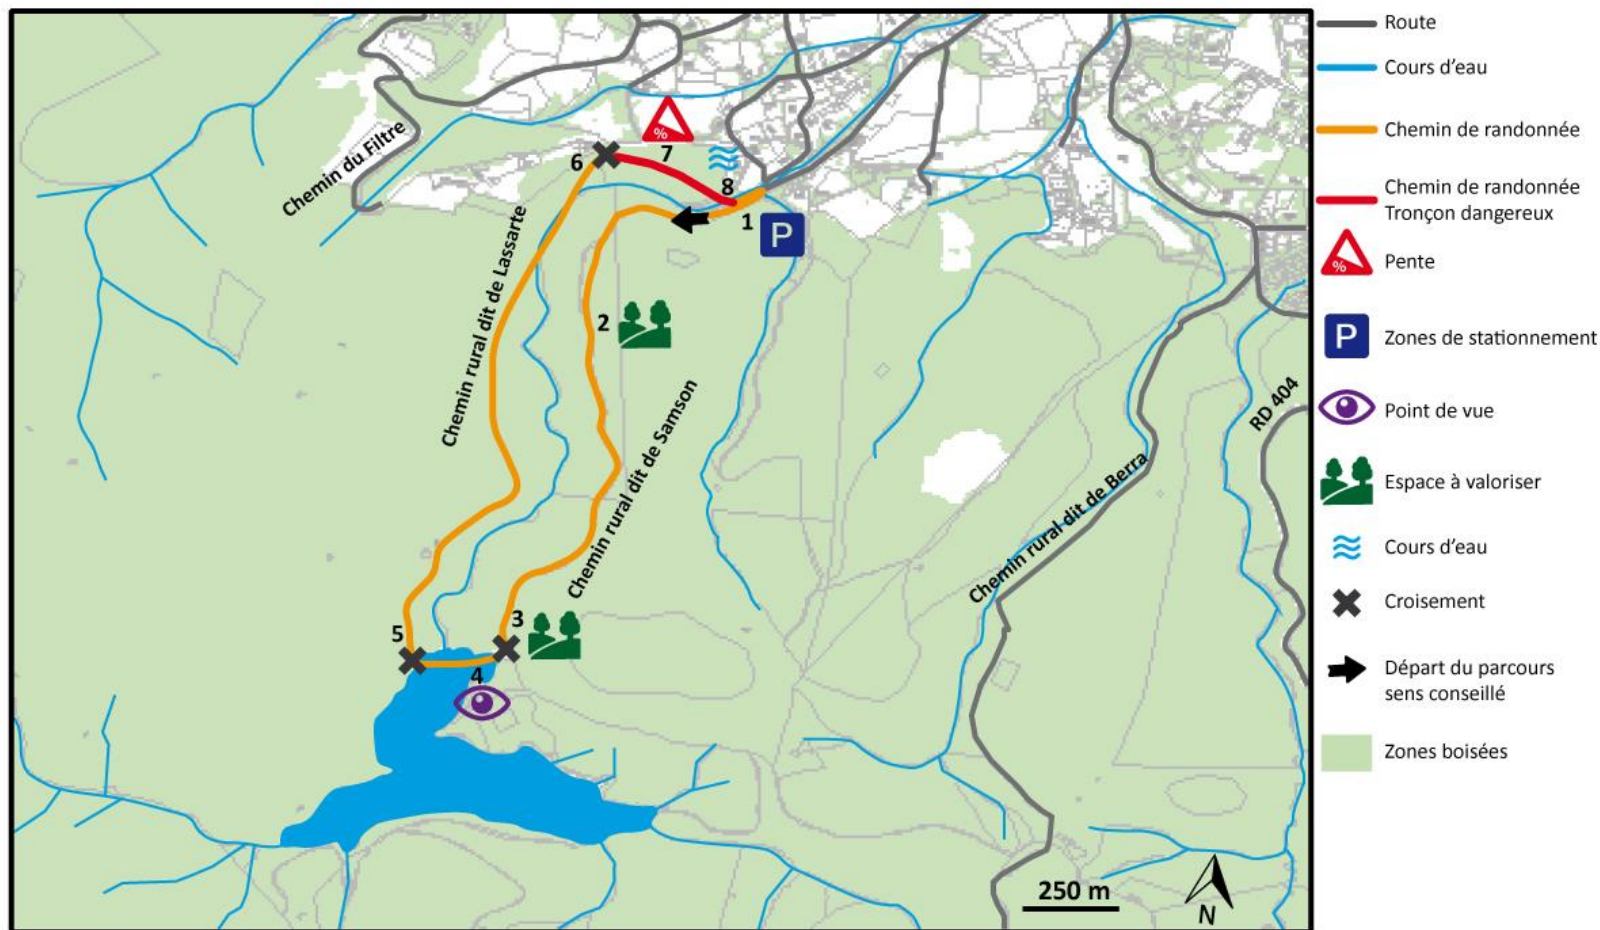 Chemin du Filtre
%
6
7
8
1
P
Chemin rural dit de Lassarte
2
Chemin rural dit de Samson
RD 404
Chemin rural dit de Berra
3
5
4
250 m
N
Route
Cours d'eau
Chemin de randonnée
Chemin de randonnée
Tronçon dangereux
%
Pente
P
Zones de stationnement
Point de vue
Espace à valoriser
Cours d'eau
Croisement
Départ du parcours
sens conseillé
Zones boisées